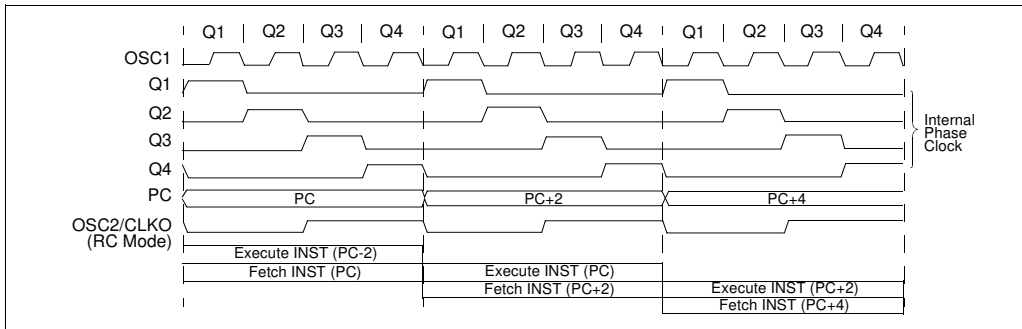 Q1 Q2 Q3 Q4 Q1 Q2 Q3 Q4 Q1 Q2 Q3 Q4
OSC1
Q1
Q2
Q3
Q4
Internal
Phase
Clock
PC PC PC+2 PC+4
OSC2/CLKO
(RC Mode)
Execute INST (PC-2)
Fetch INST (PC) Execute INST (PC)
Fetch INST (PC+2) Execute INST (PC+2)
Fetch INST (PC+4)